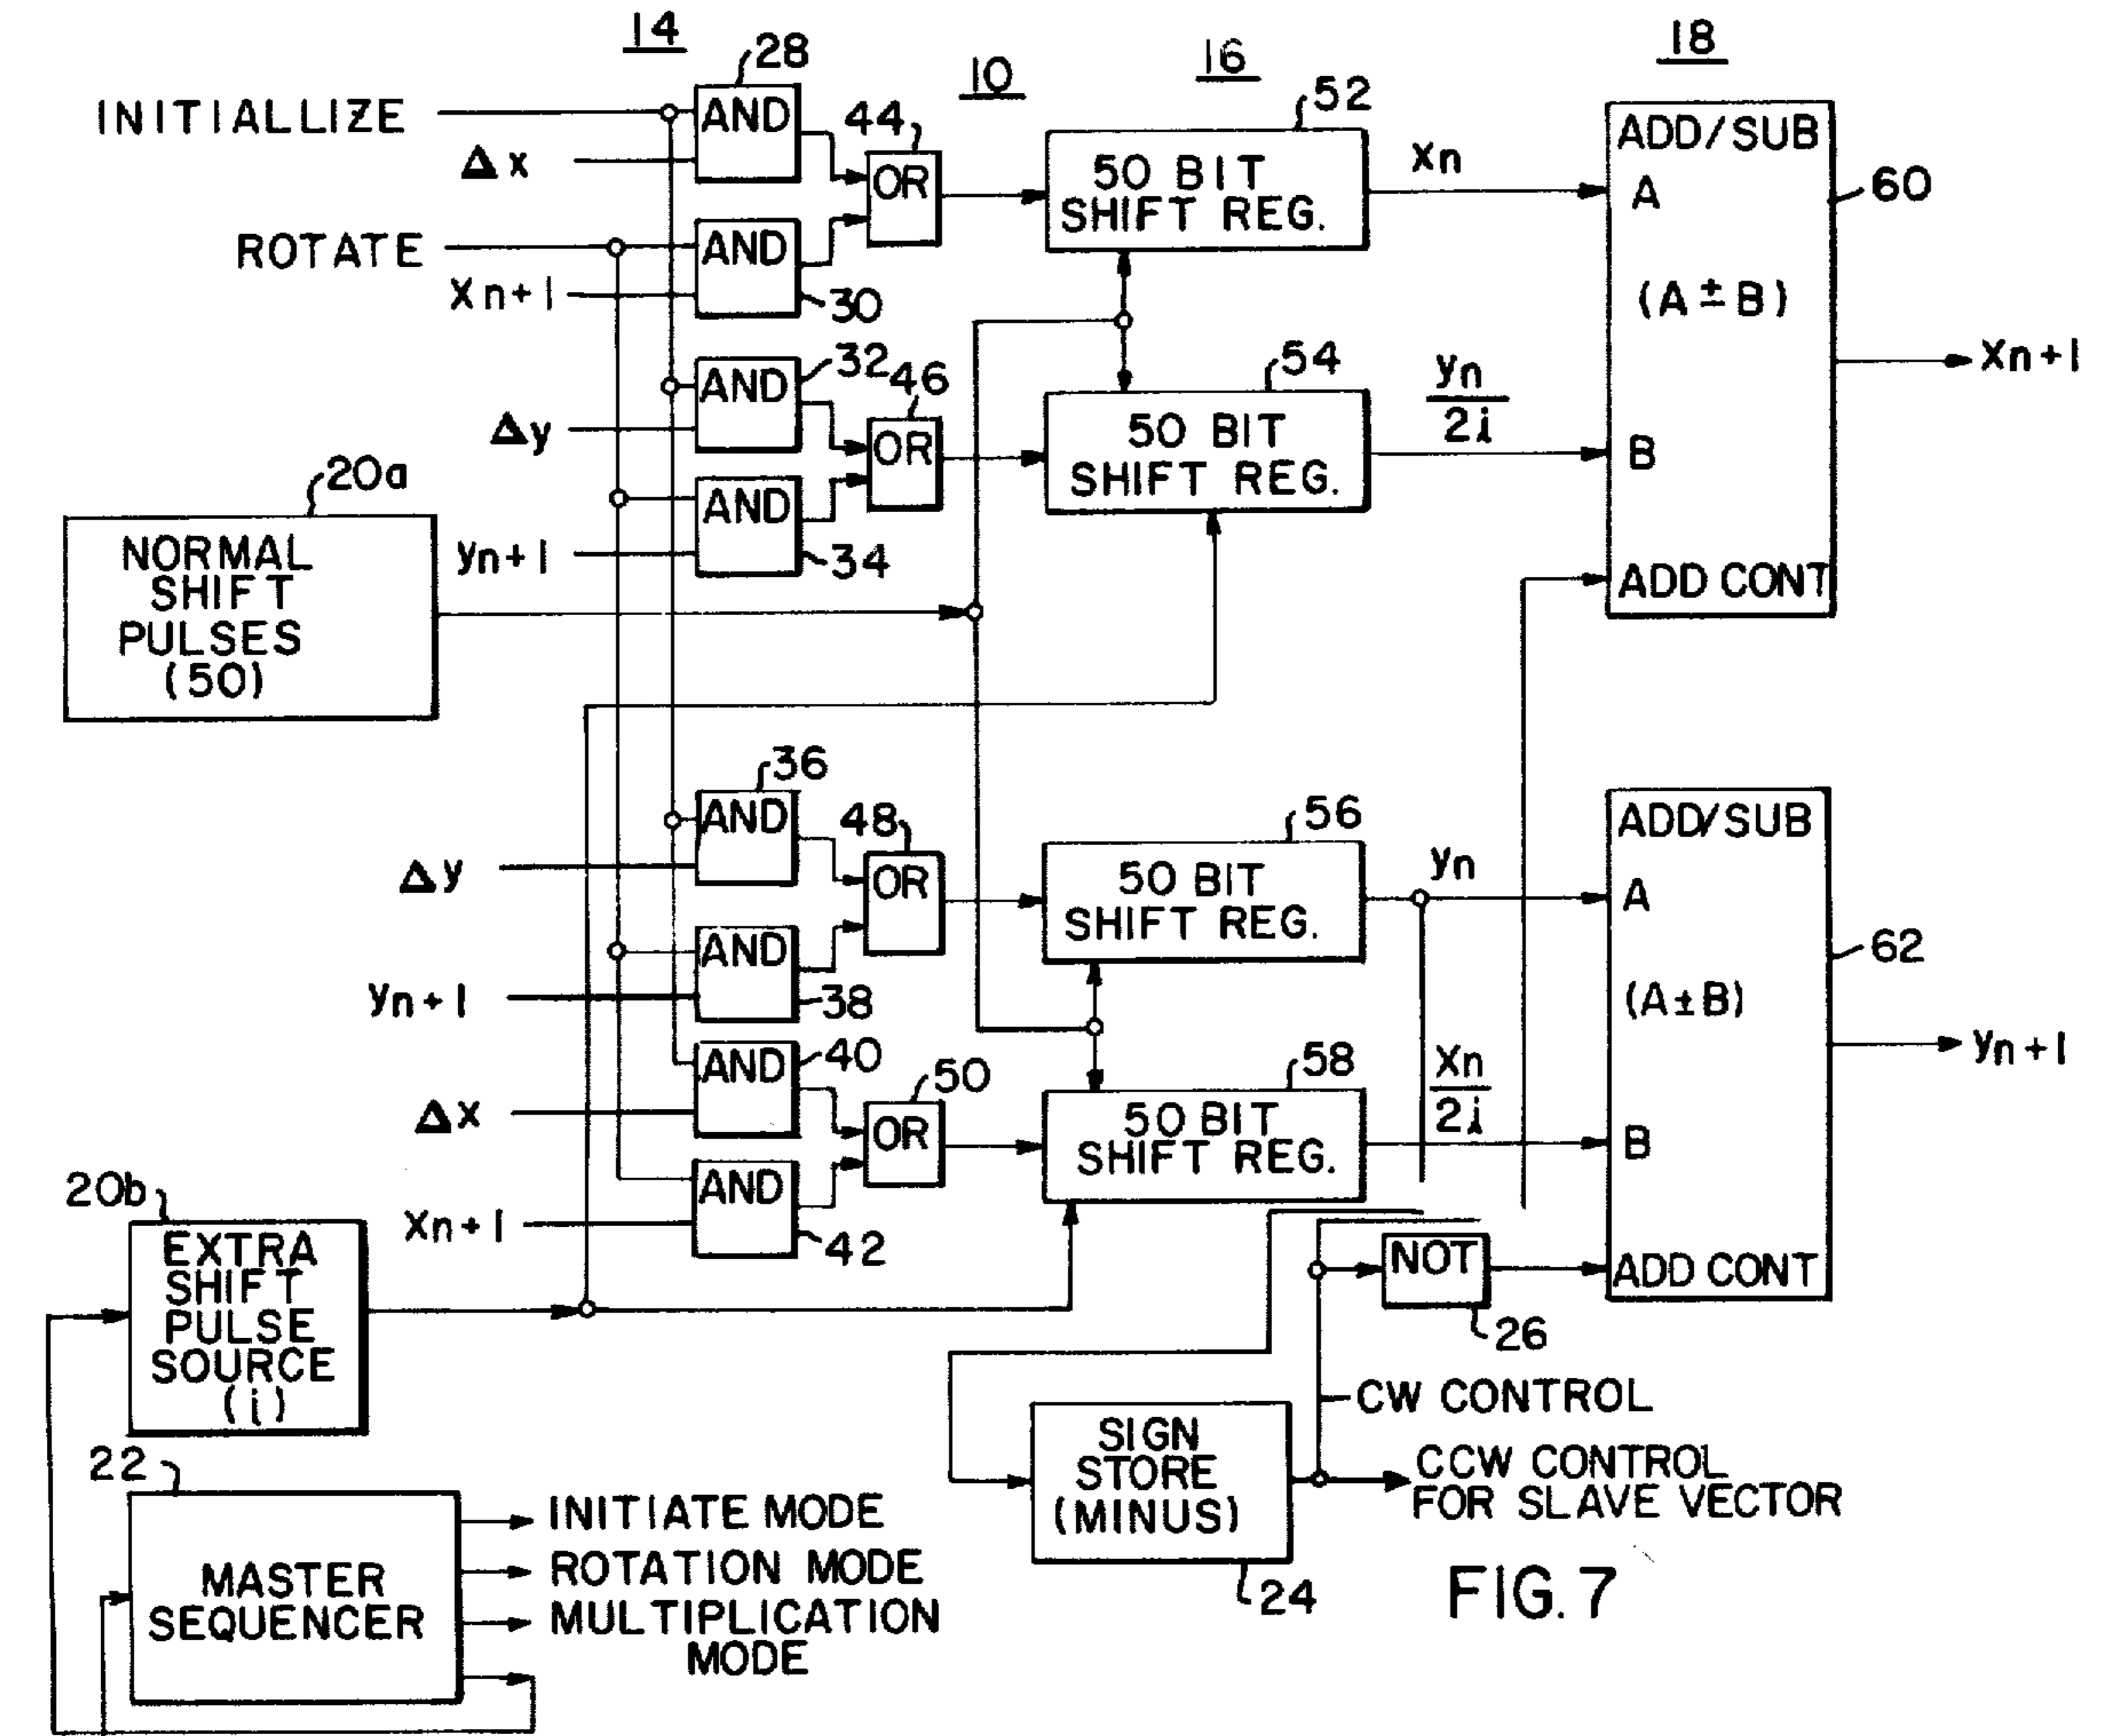 14
28
10
16
18
INITIALLIZE
AND
44
52
ADD/SUB
Δx
OR
50 BIT
SHIFT REG.
xn
A
60
ROTATE
AND
xn+1
30
(A ± B)
32
AND
46
54
yn
2i
xn+1
Δy
OR
50 BIT
SHIFT REG.
B
20a
AND
yn+1
34
NORMAL
SHIFT
PULSES
(50)
ADD CONT
36
AND
48
56
ADD/SUB
Δy
OR
50 BIT
SHIFT REG.
yn
A
AND
yn+1
38
62
(A±B)
AND
40
50
58
xn
2i
yn+1
Δx
OR
50 BIT
SHIFT REG.
B
20b
AND
xn+1
42
EXTRA
SHIFT
PULSE
SOURCE
(i)
NOT
ADD CONT
26
CW CONTROL
22
SIGN
STORE
(MINUS)
CCW CONTROL
FOR SLAVE VECTOR
24
MASTER
SEQUENCER
INITIATE MODE
ROTATION MODE
MULTIPLICATION
MODE
FIG. 7